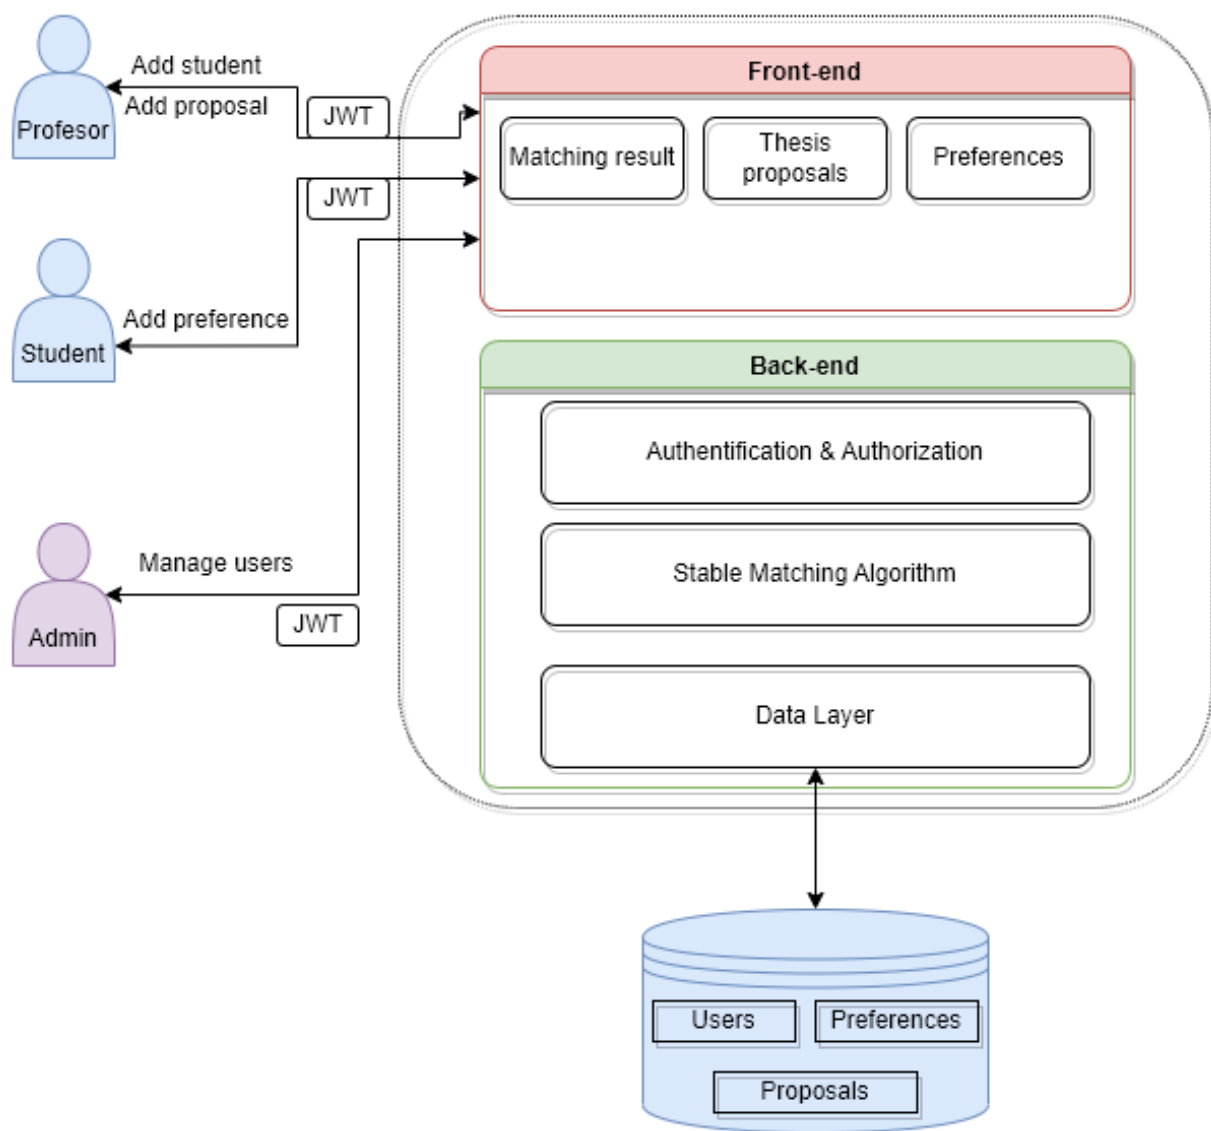 Add student
Add proposal
Profesor
JWT
Front-end
Matching result
Thesis
proposals
Preferences
JWT
Add preference
Student
Back-end
Authentification & Authorization
Stable Matching Algorithm
Data Layer
Manage users
JWT
Admin
Users
Preferences
Proposals